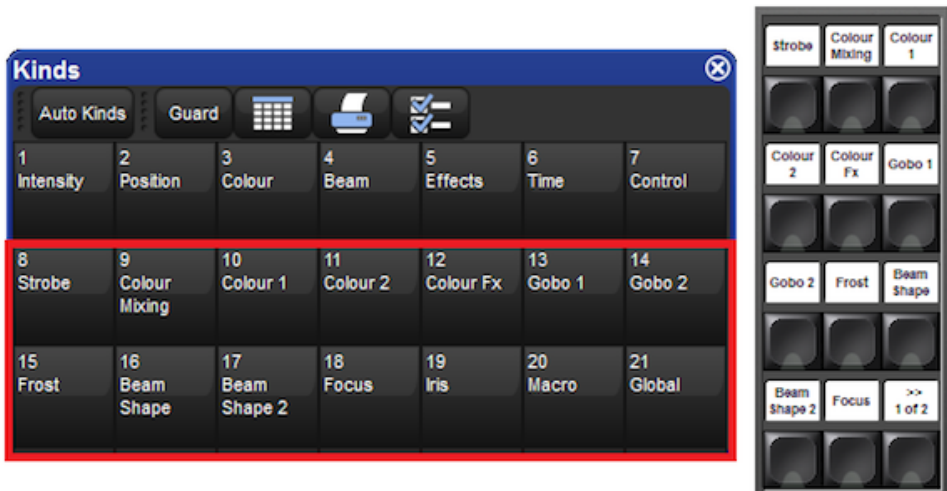 Kinds
Auto Kinds Guard
1 2 3 4 5 6 7
Intensity Position Colour Beam Effects Time Control
8 9 10 11 12 13 14
Strobe Colour Colour 1 Colour 2 Colour Fx Gobo 1 Gobo 2
Mixing
15 16 17 18 19 20 21
Frost Beam Beam Focus Iris Macro Global
Shape Shape 2
Strobe Colour Colour
Mixing 1
Colour Colour Gobo 1
2 Fx
Gobo 2 Frost Beam
Shape
Beam Focus >>
Shape 2 1 of 2